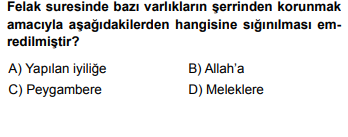 Felak suresinde bazı varlıkların şerrinden korunmak
amacıyla aşağıdakilerden hangisine sığınılması em-
redilmiştir?
A) Yapılan iyiliğe B) Allah'a
C) Peygambere D) Meleklere